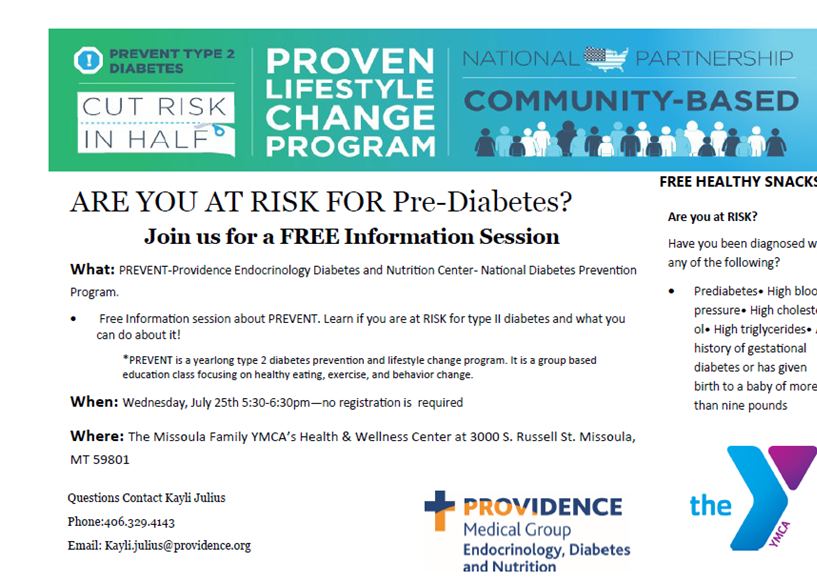 PREVENT TYPE 2
DIABETES
CUT RISK
IN HALF
PROVEN
LIFESTYLE
CHANGE
PROGRAM
NATIONAL PARTNERSHIP
COMMUNITY-BASED
ARE YOU AT RISK FOR Pre-Diabetes?
Join us for a FREE Information Session
What: PREVENT-Providence Endocrinology Diabetes and Nutrition Center- National Diabetes Prevention
Program.
• Free Information session about PREVENT. Learn if you are at RISK for type II diabetes and what you
can do about it!
*PREVENT is a yearlong type 2 diabetes prevention and lifestyle change program. It is a group based
education class focusing on healthy eating, exercise, and behavior change.
When: Wednesday, July 25th 5:30-6:30pm—no registration is required
Where: The Missoula Family YMCA's Health & Wellness Center at 3000 S. Russell St. Missoula,
MT 59801
Questions Contact Kayli Julius
Phone:406.329.4143
Email: Kayli.julius@providence.org
PROVIDENCE
Medical Group
Endocrinology, Diabetes
and Nutrition
FREE HEALTHY SNACKS
Are you at RISK?
Have you been diagnosed w
any of the following?
• Prediabetes• High bloo
pressure• High choleste
ol• High triglycerides•
history of gestational
diabetes or has given
birth to a baby of more
than nine pounds
the
YMCA